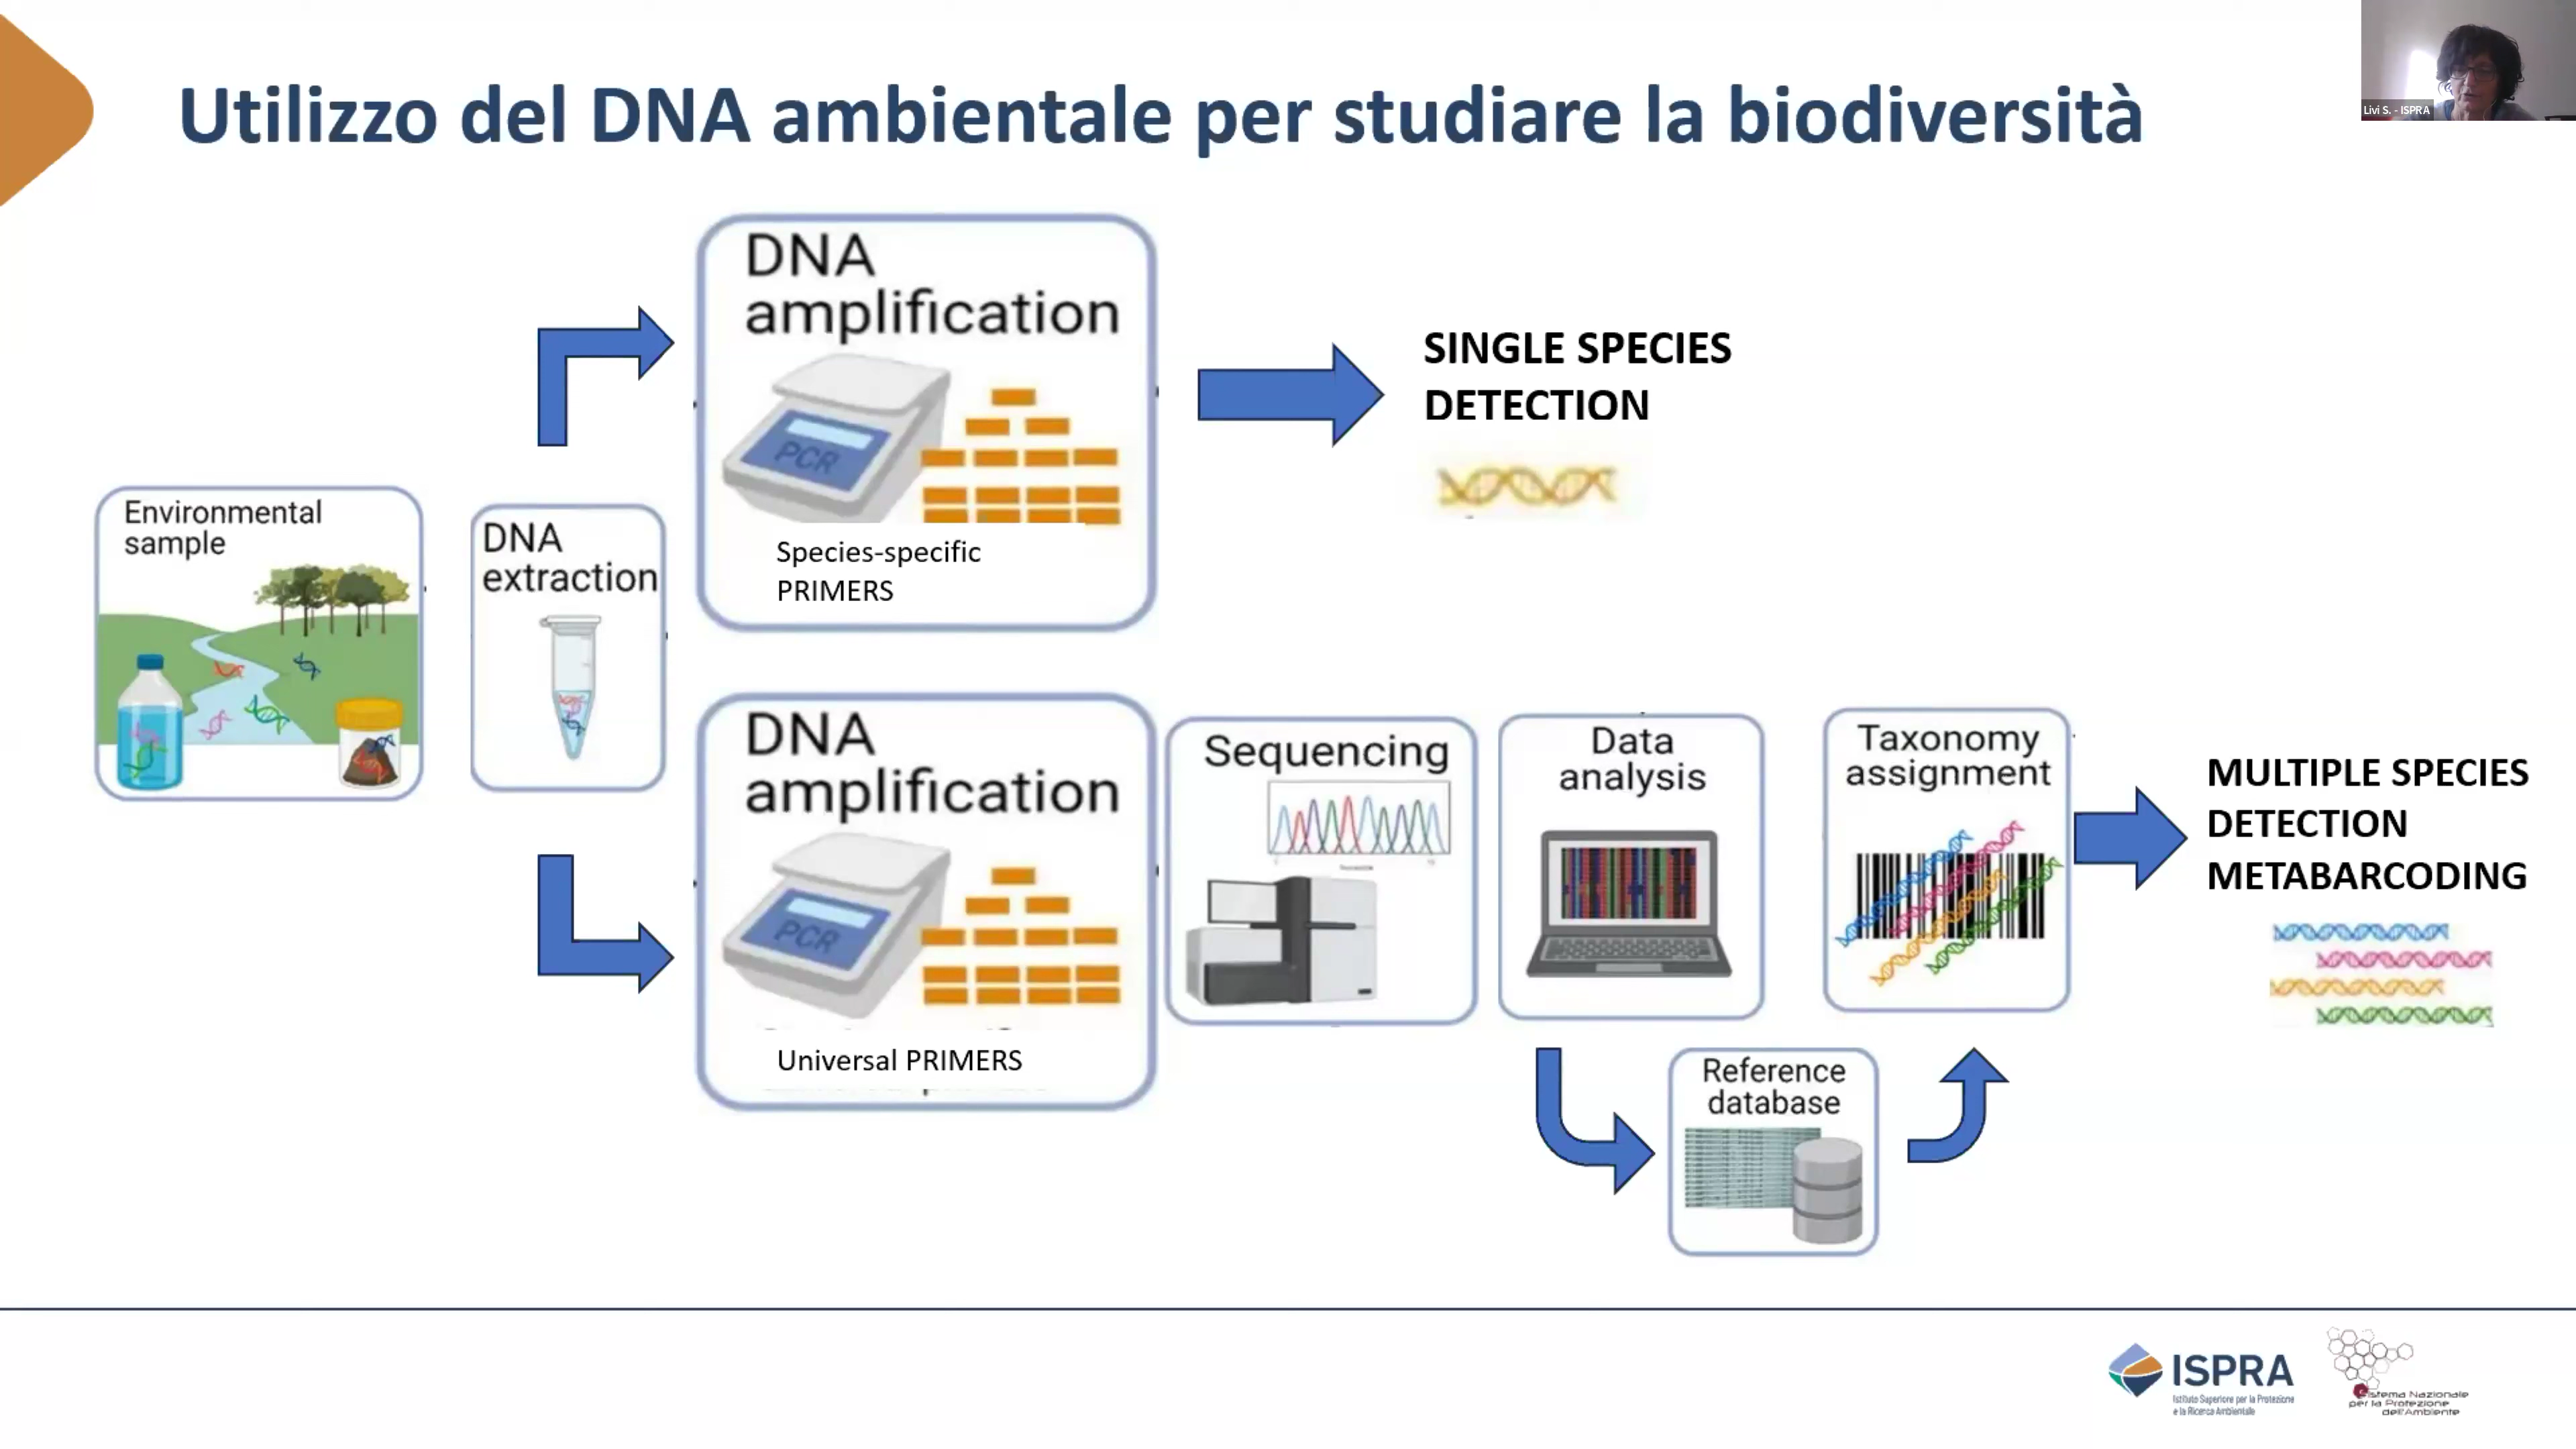 Utilizzo del DNA ambientale per studiare la biodiversità
Livi S. - ISPRA
DNA
amplification
PCR
Species-specific
PRIMERS
SINGLE SPECIES
DETECTION
Environmental
sample
DNA
extraction
DNA
amplification
PCR
Universal PRIMERS
Sequencing
Data
analysis
Taxonomy
assignment
MULTIPLE SPECIES
DETECTION
METABARCODING
Reference
database
ISPRA
Istituto Superiore per la Protezione
e la Ricerca Ambientale
Sistema Nazionale
per la Protezione
dell'Ambiente